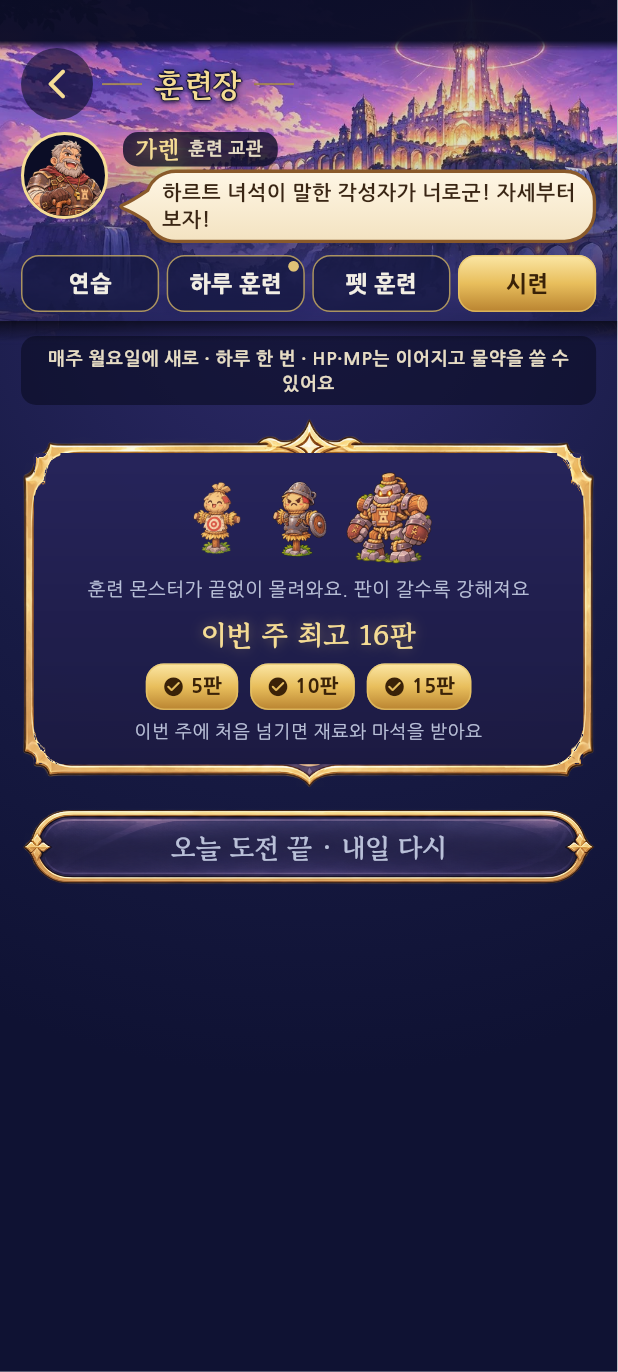 훈련장
가렌 훈련 교관
하르트 녀석이 말한 각성자가 너로군! 자세부터
보자!
연습 하루 훈련 펫 훈련 시련
매주 월요일에 새로 · 하루 한 번 · HP·MP는 이어지고 물약을 쓸 수
있어요
훈련 몬스터가 끝없이 몰려와요. 판이 갈수록 강해져요
이번 주 최고 16판
5판 10판 15판
이번 주에 처음 넘기면 재료와 마석을 받아요
오늘 도전 끝 · 내일 다시